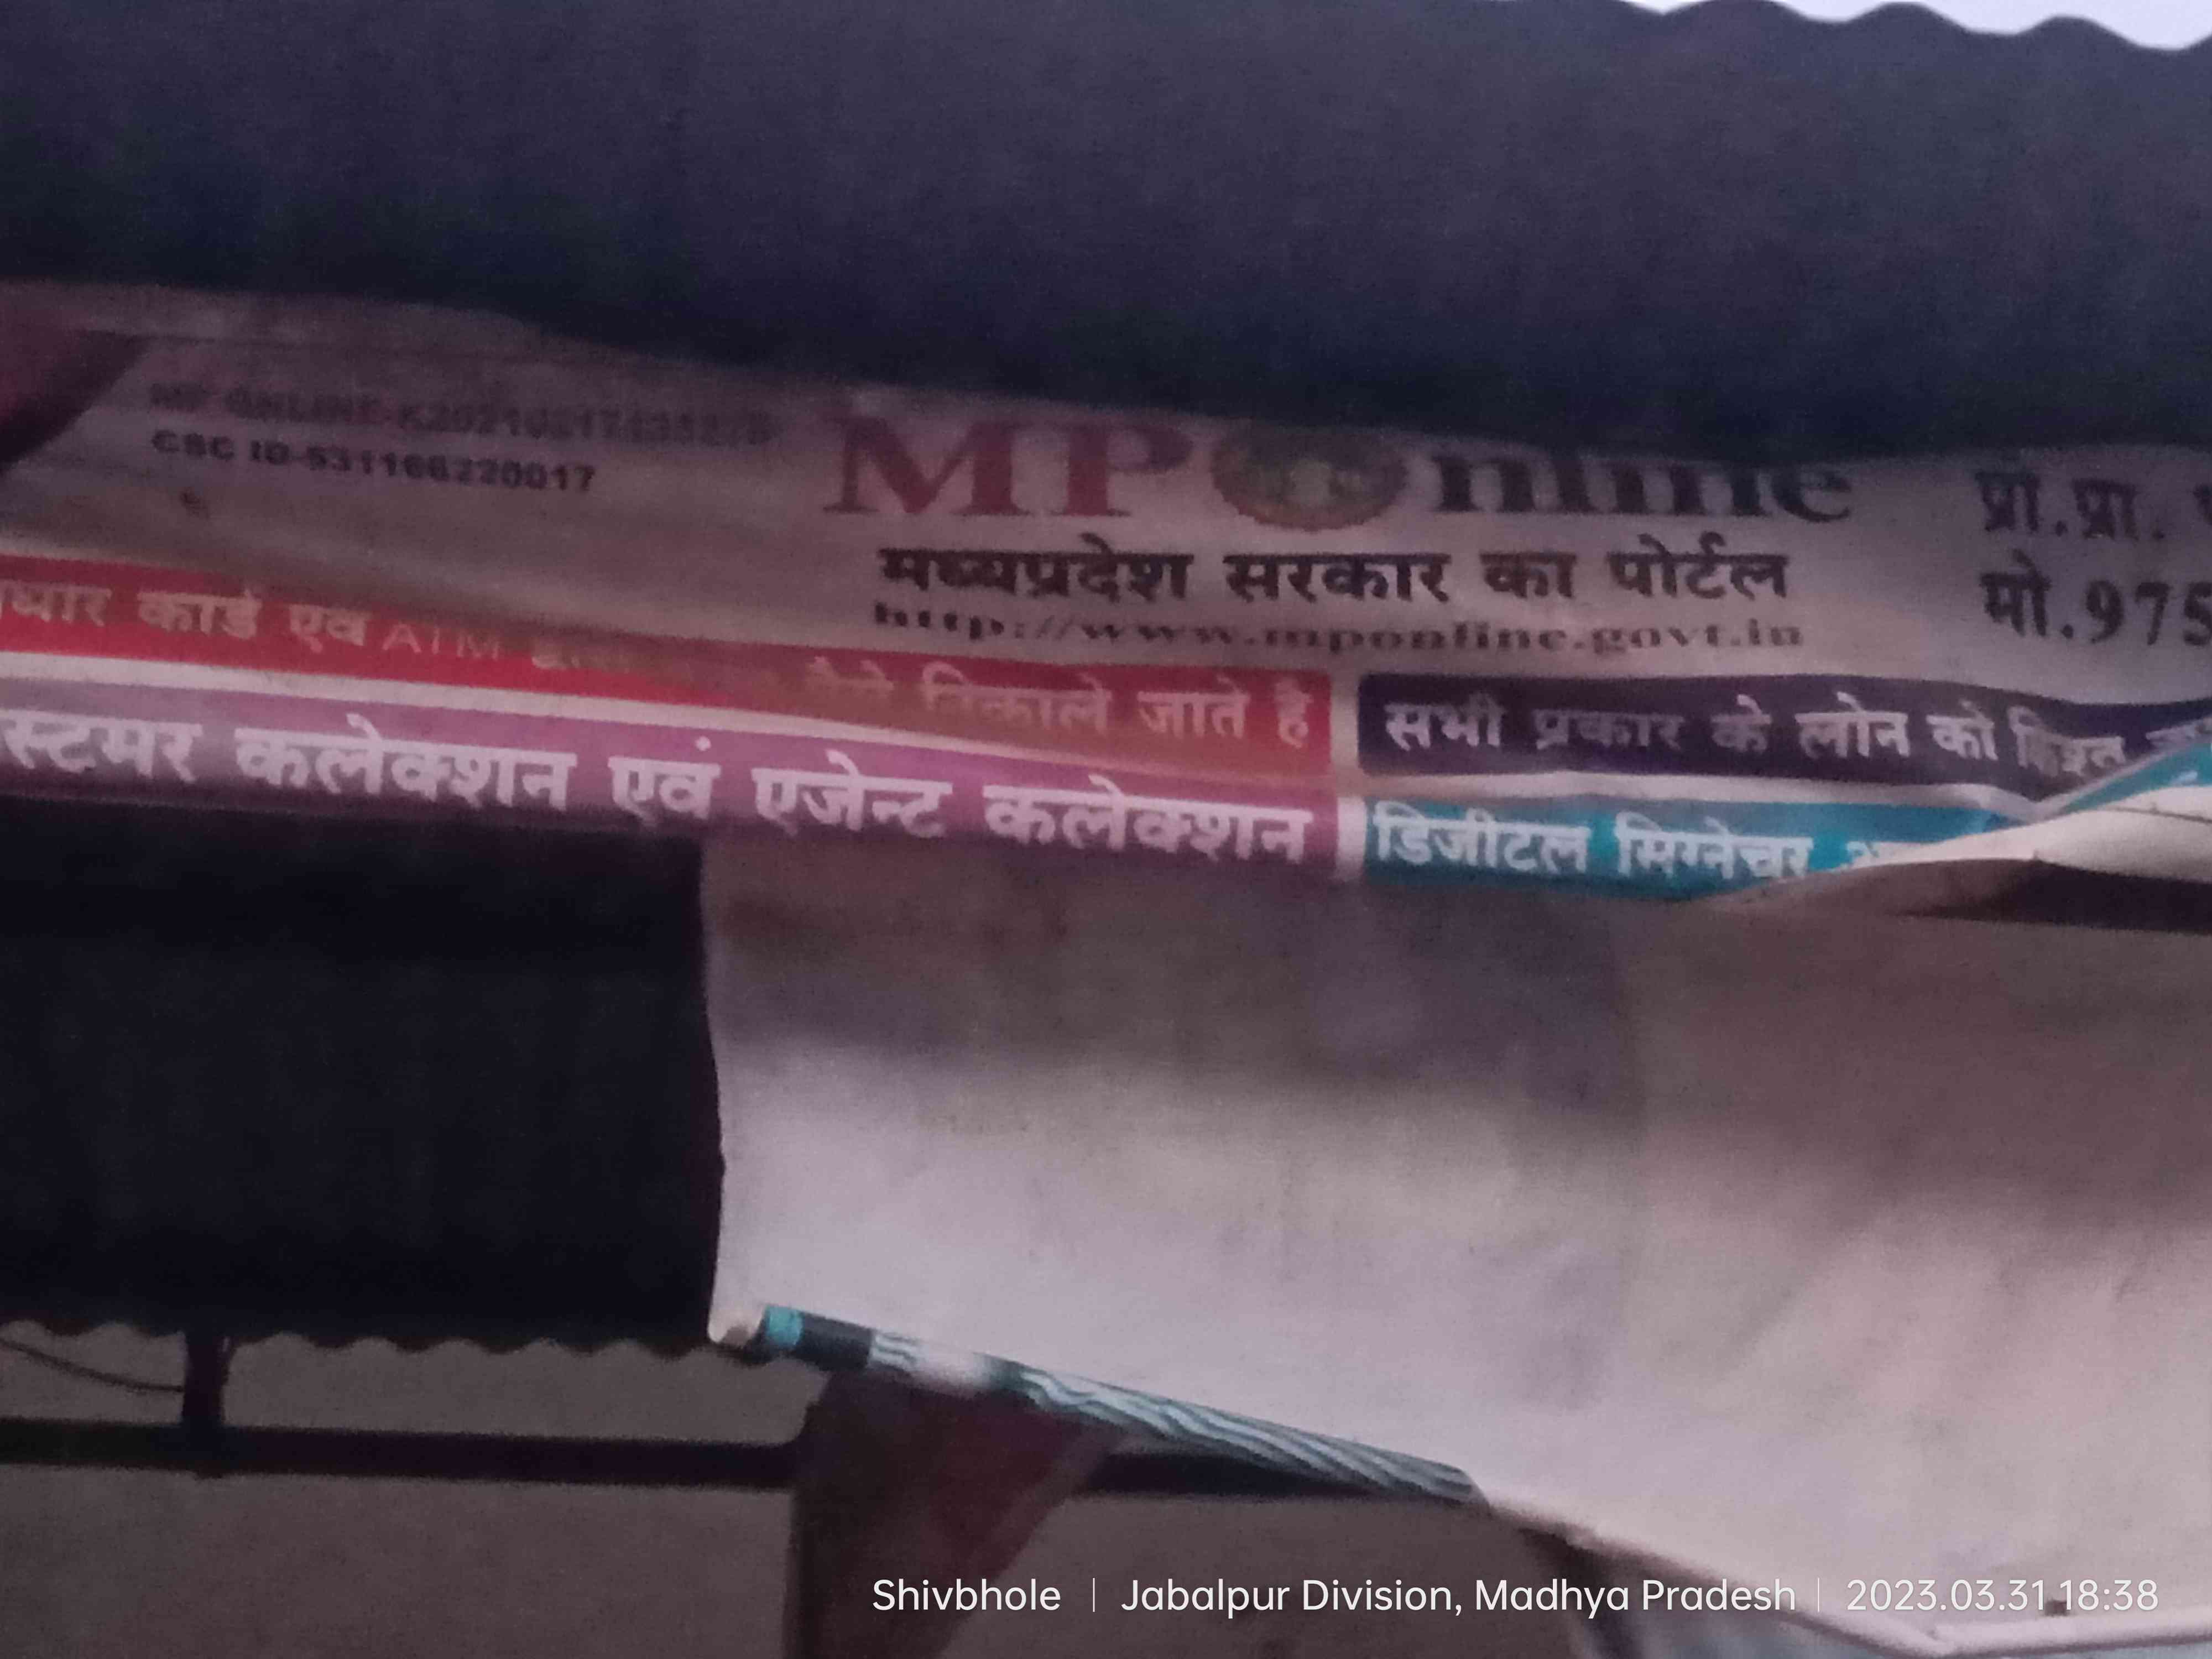 MP ONLINE
CSC ID-531166220017
MPOnline
मध्यप्रदेश सरकार का पोर्टल
http://www.mponline.govt.in
प्रो.प्रा.
मो.975
कार्ड एवं ATM
पैसे निकाले जाते है
स्टमर कलेक्शन एवं एजेन्ट कलेक्शन
सभी प्रकार के लोन की किश्त
डिजीटल सिग्नेचर
Shivbhole | Jabalpur Division, Madhya Pradesh | 2023.03.31 18:38